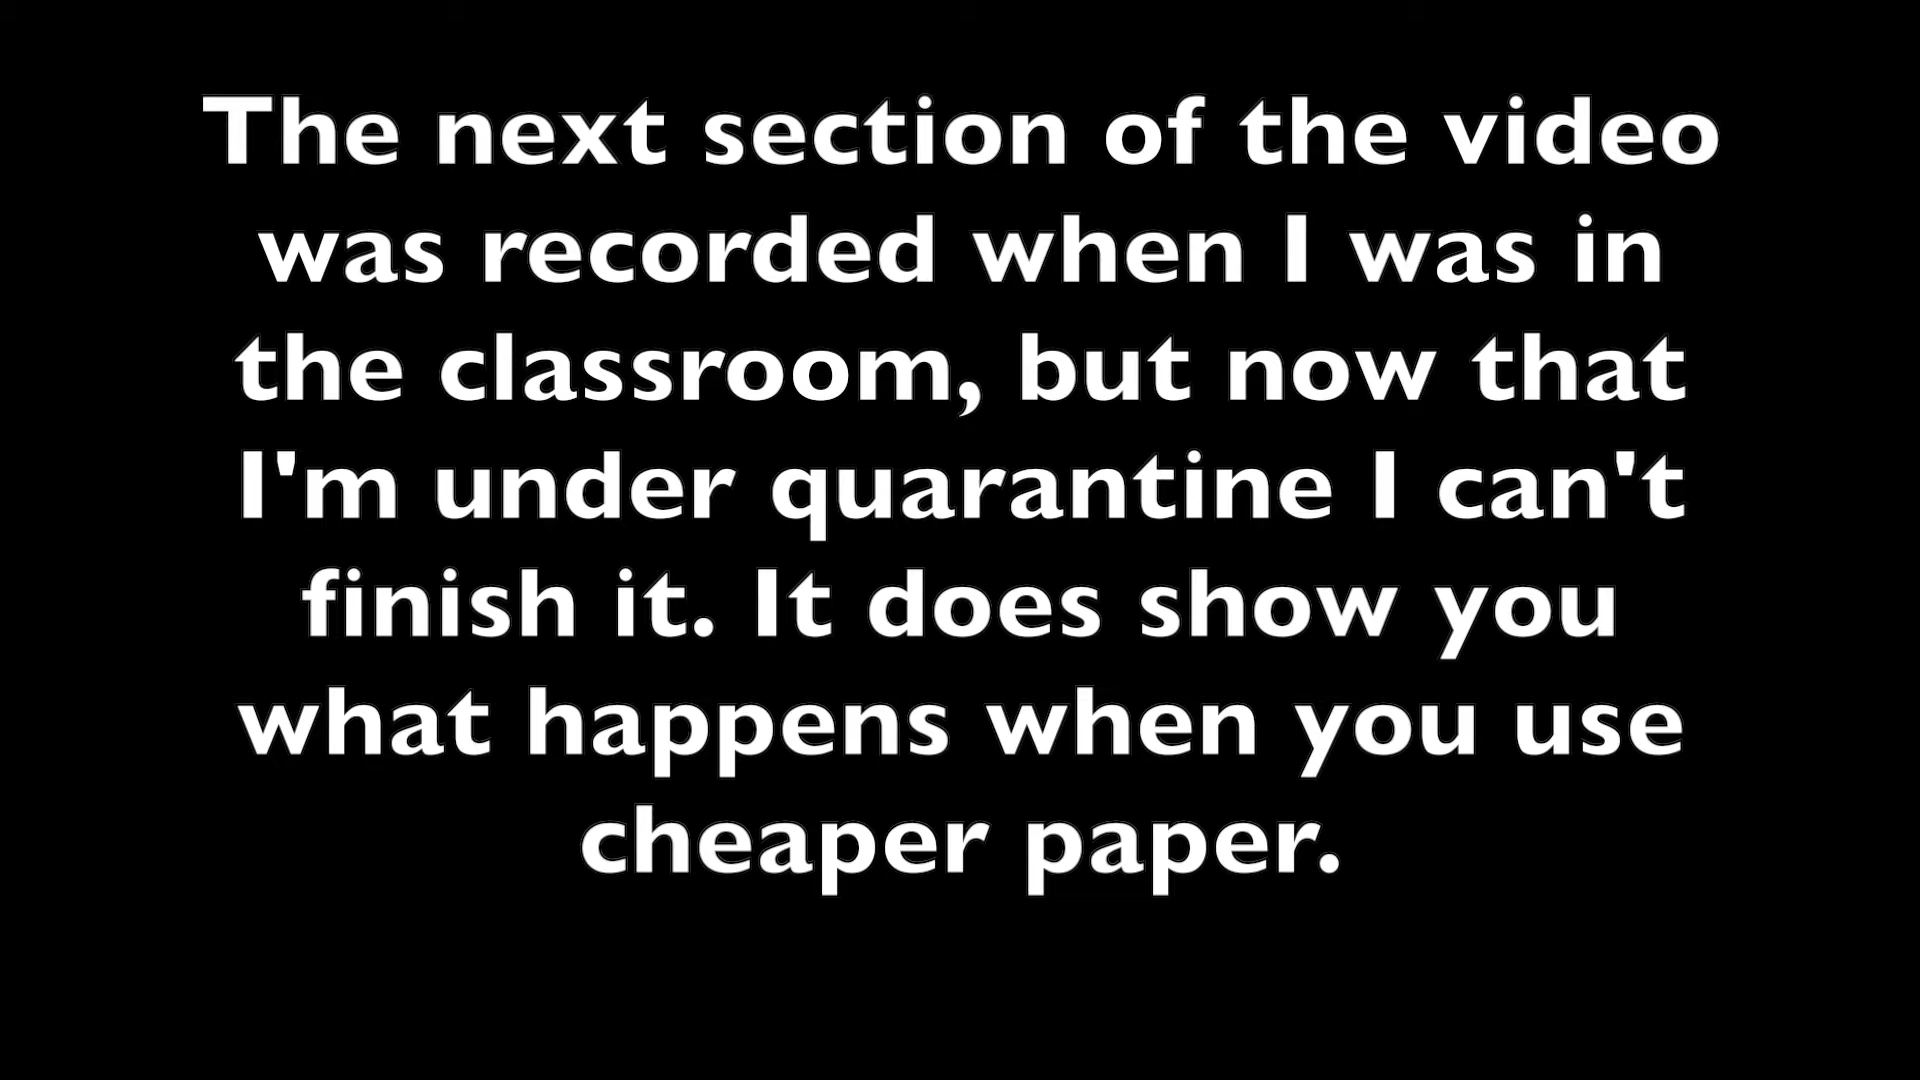 The next section of the video
was recorded when I was in
the classroom, but now that
I'm under quarantine I can't
finish it. It does show you
what happens when you use
cheaper paper.